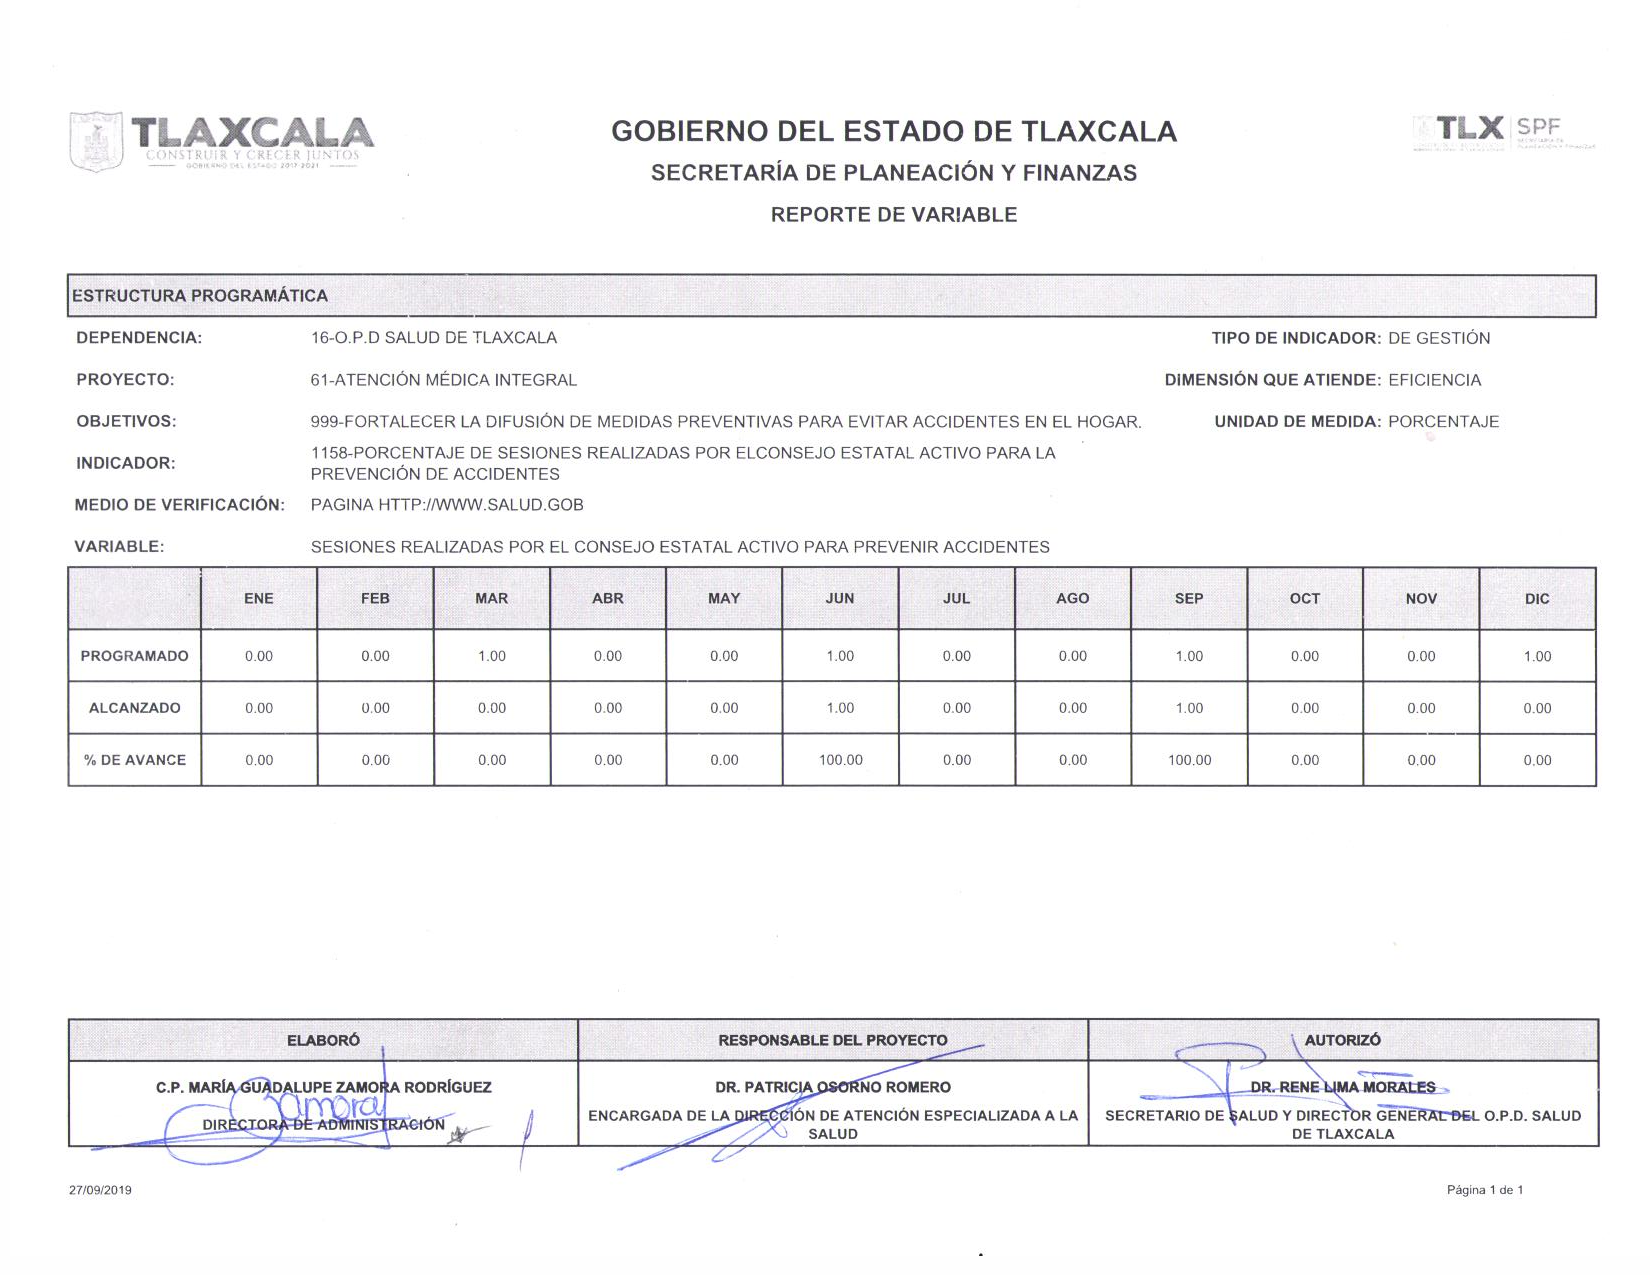 TLAXCALA
CONSTRUIR Y CRECER JUNTOS
GOBIERNO DEL ESTADO 2017-2021
GOBIERNO DEL ESTADO DE TLAXCALA
SECRETARÍA DE PLANEACIÓN Y FINANZAS
REPORTE DE VARIABLE
TLX SPF
ESTRUCTURA PROGRAMÁTICA
DEPENDENCIA: 16-O.P.D SALUD DE TLAXCALA TIPO DE INDICADOR: DE GESTIÓN
PROYECTO: 61-ATENCIÓN MÉDICA INTEGRAL DIMENSIÓN QUE ATIENDE: EFICIENCIA
OBJETIVOS: 999-FORTALECER LA DIFUSIÓN DE MEDIDAS PREVENTIVAS PARA EVITAR ACCIDENTES EN EL HOGAR. UNIDAD DE MEDIDA: PORCENTAJE
INDICADOR: 1158-PORCENTAJE DE SESIONES REALIZADAS POR ELCONSEJO ESTATAL ACTIVO PARA LA
PREVENCIÓN DE ACCIDENTES
MEDIO DE VERIFICACIÓN: PAGINA HTTP://WWW.SALUD.GOB
VARIABLE: SESIONES REALIZADAS POR EL CONSEJO ESTATAL ACTIVO PARA PREVENIR ACCIDENTES
ENE FEB MAR ABR MAY JUN JUL AGO SEP OCT NOV DIC
PROGRAMADO 0.00 0.00 1.00 0.00 0.00 1.00 0.00 0.00 1.00 0.00 0.00 1.00
ALCANZADO 0.00 0.00 0.00 0.00 0.00 1.00 0.00 0.00 1.00 0.00 0.00 0.00
% DE AVANCE 0.00 0.00 0.00 0.00 0.00 100.00 0.00 0.00 100.00 0.00 0.00 0.00
ELABORÓ RESPONSABLE DEL PROYECTO AUTORIZÓ
C.P. MARÍA GUADALUPE ZAMORA RODRÍGUEZ DR. PATRICIA OSORNO ROMERO DR. RENE LIMA MORALES
Zamora
DIRECTORA DE ADMINISTRACIÓN ENCARGADA DE LA DIRECCIÓN DE ATENCIÓN ESPECIALIZADA A LA SECRETARIO DE SALUD Y DIRECTOR GENERAL DEL O.P.D. SALUD
SALUD DE TLAXCALA
27/09/2019 Página 1 de 1